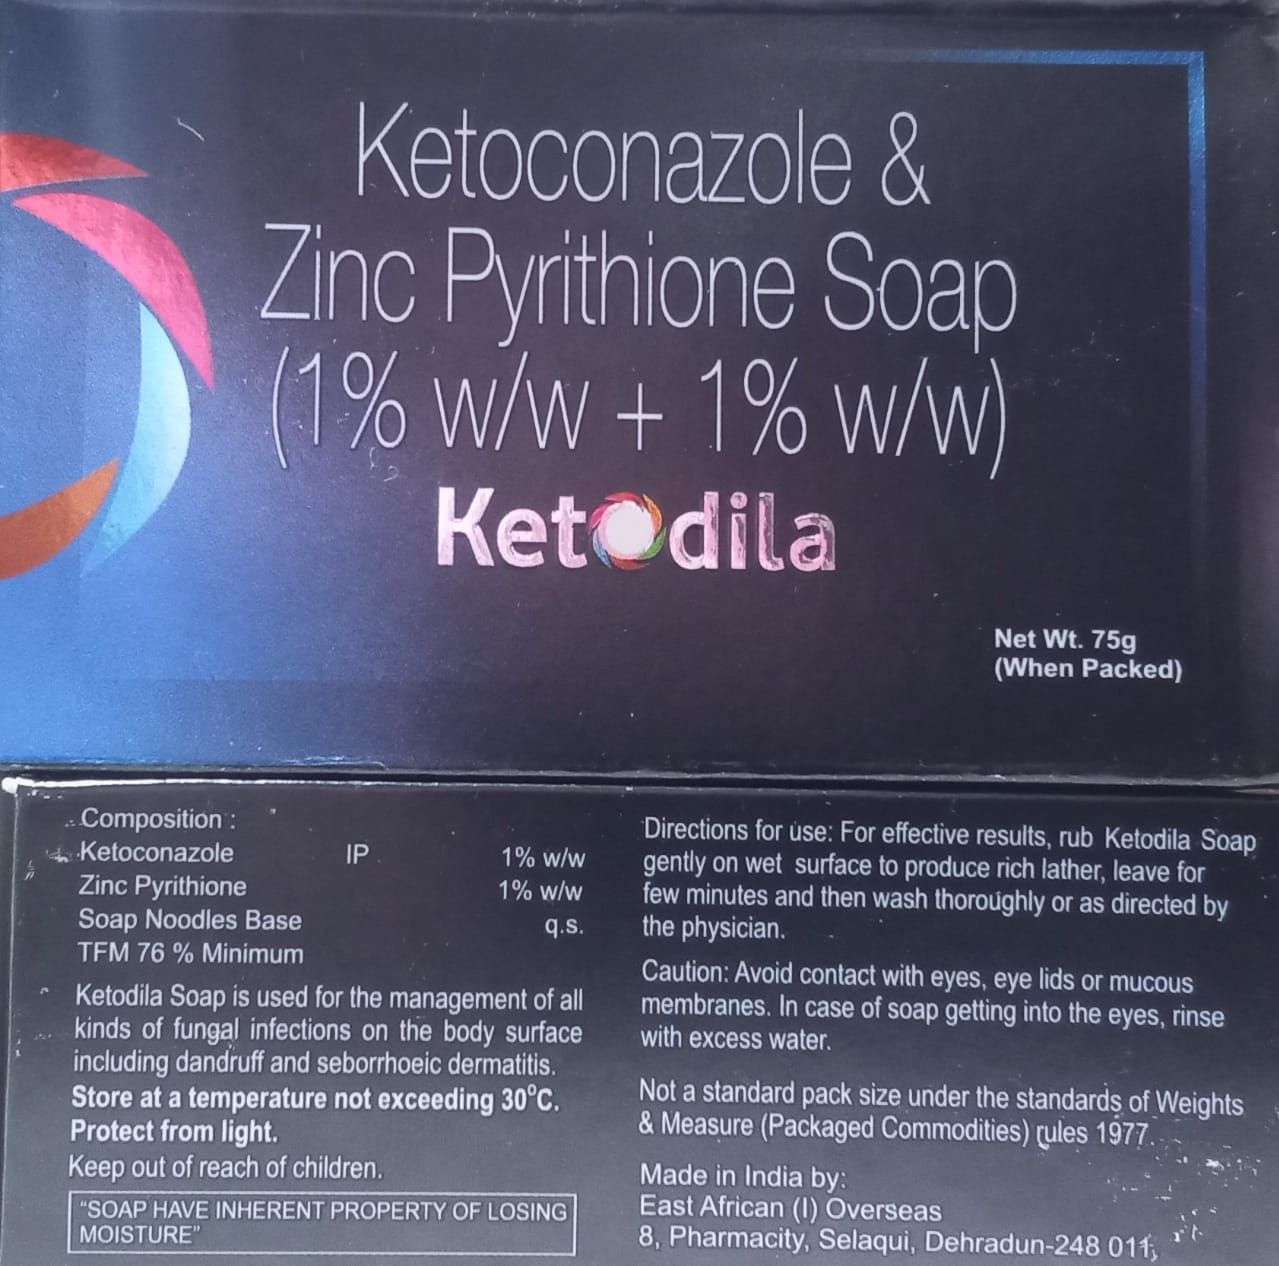 Ketoconazole &
Zinc Pyrithione Soap
(1% w/w + 1% w/w)
Ketodila
Net Wt. 75g
(When Packed)
Composition :
Ketoconazole IP 1% w/w
Zinc Pyrithione 1% w/w
Soap Noodles Base q.s.
TFM 76 % Minimum
Ketodila Soap is used for the management of all
kinds of fungal infections on the body surface
including dandruff and seborrhoeic dermatitis.
Store at a temperature not exceeding 30°C.
Protect from light.
Keep out of reach of children.
"SOAP HAVE INHERENT PROPERTY OF LOSING
MOISTURE"
Directions for use: For effective results, rub Ketodila Soap
gently on wet surface to produce rich lather, leave for
few minutes and then wash thoroughly or as directed by
the physician.
Caution: Avoid contact with eyes, eye lids or mucous
membranes. In case of soap getting into the eyes, rinse
with excess water.
Not a standard pack size under the standards of Weights
& Measure (Packaged Commodities) rules 1977.
Made in India by:
East African (I) Overseas
8, Pharmacity, Selaqui, Dehradun-248 011,